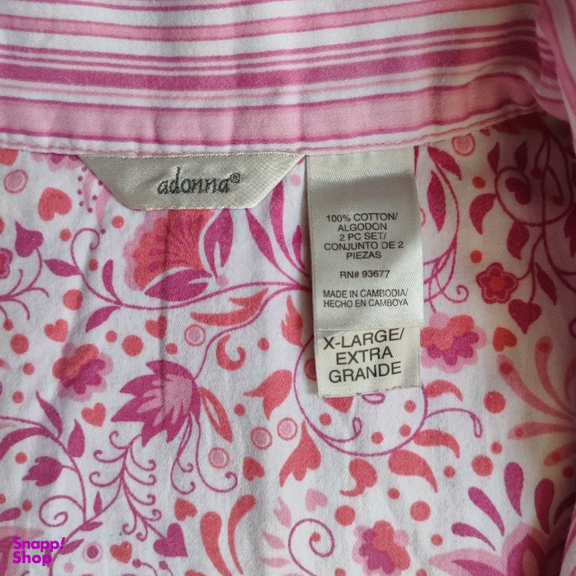 adonna®
100% COTTON/
ALGODON
2 PC SET/
CONJUNTO DE 2
PIEZAS
RN# 93677
MADE IN CAMBODIA/
HECHO EN CAMBOYA
X-LARGE/
EXTRA
GRANDE
Snapp!
Shop